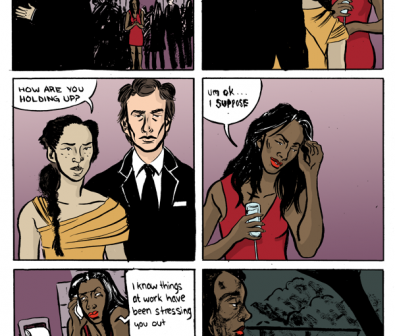 HOW ARE YOU
HOLDING UP?
um ok...
I SUPPOSE
I know things
at work have
been stressing
you out